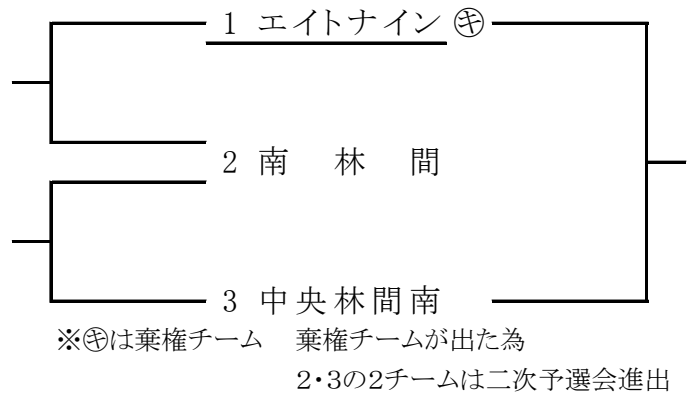 1 エイトナイン ㋖
2 南 林 間
3 中央林間南
※㋖は棄権チーム 棄権チームが出た為
2・3の2チームは二次予選会進出